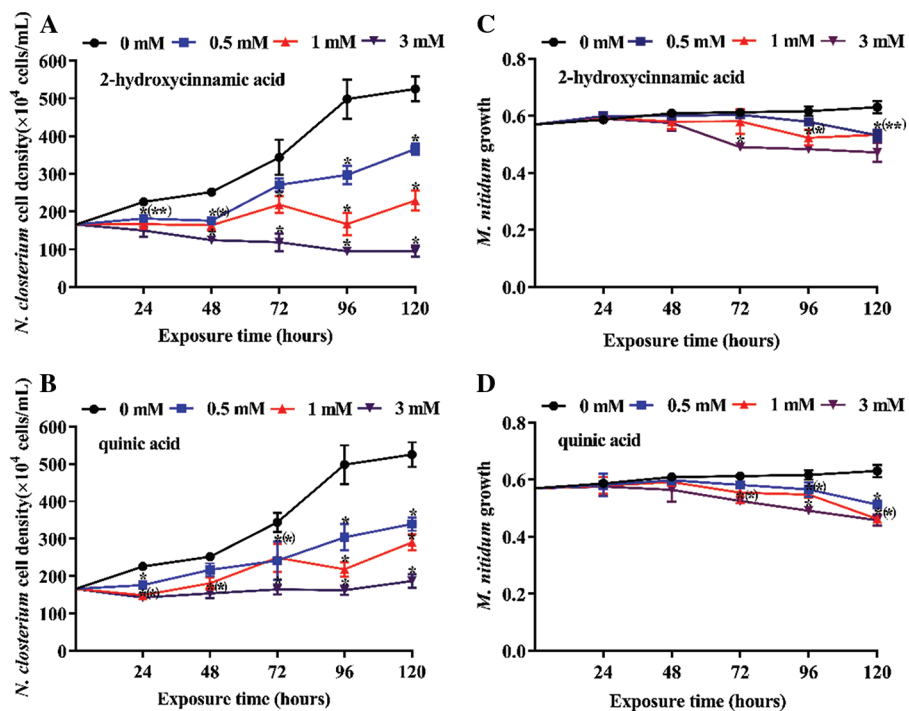 A
0 mM 0.5 mM 1 mM 3 mM
2-hydroxycinnamic acid
N. closterium cell density(×10⁴ cells/mL)
600
500
400
300
200
100
0
*(**)
*(*)
*
*
*
*
*
*
*
*
*
*
24 48 72 96 120
Exposure time (hours)
B
0 mM 0.5 mM 1 mM 3 mM
quinic acid
N. closterium cell density(×10⁴ cells/mL)
600
500
400
300
200
100
0
*
*(*)
*(*)
*(*)
*
*
*
*
*
*
*
24 48 72 96 120
Exposure time (hours)
C
0 mM 0.5 mM 1 mM 3 mM
2-hydroxycinnamic acid
M. nitidum growth
0.8
0.6
0.4
0.2
0.0
*
*(*)
*(**)
24 48 72 96 120
Exposure time (hours)
D
0 mM 0.5 mM 1 mM 3 mM
quinic acid
M. nitidum growth
0.8
0.6
0.4
0.2
0.0
*(*)
*(*)
*
*
*(*)
24 48 72 96 120
Exposure time (hours)